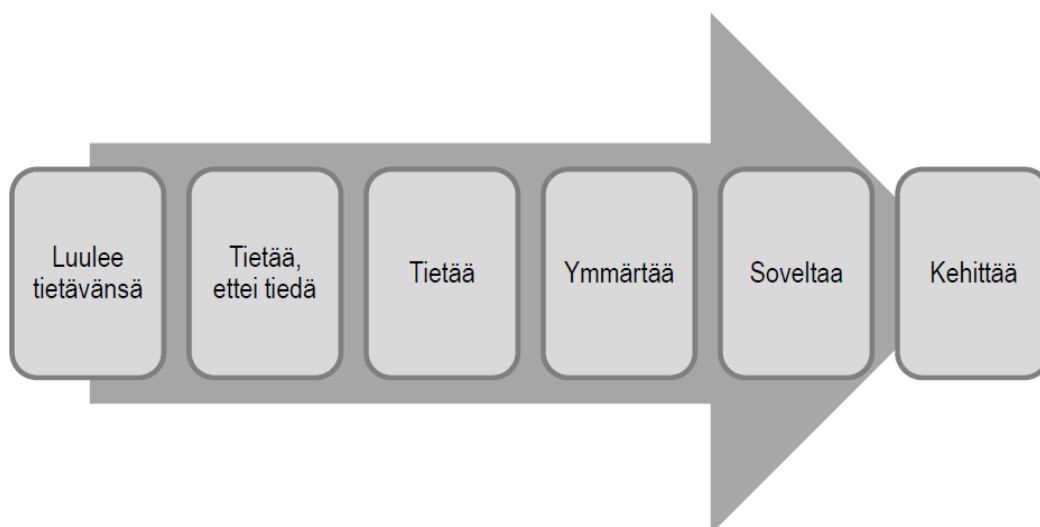 Luulee
tietävänsä
Tietää,
ettei tiedä
Tietää
Ymmärtää
Soveltaa
Kehittää